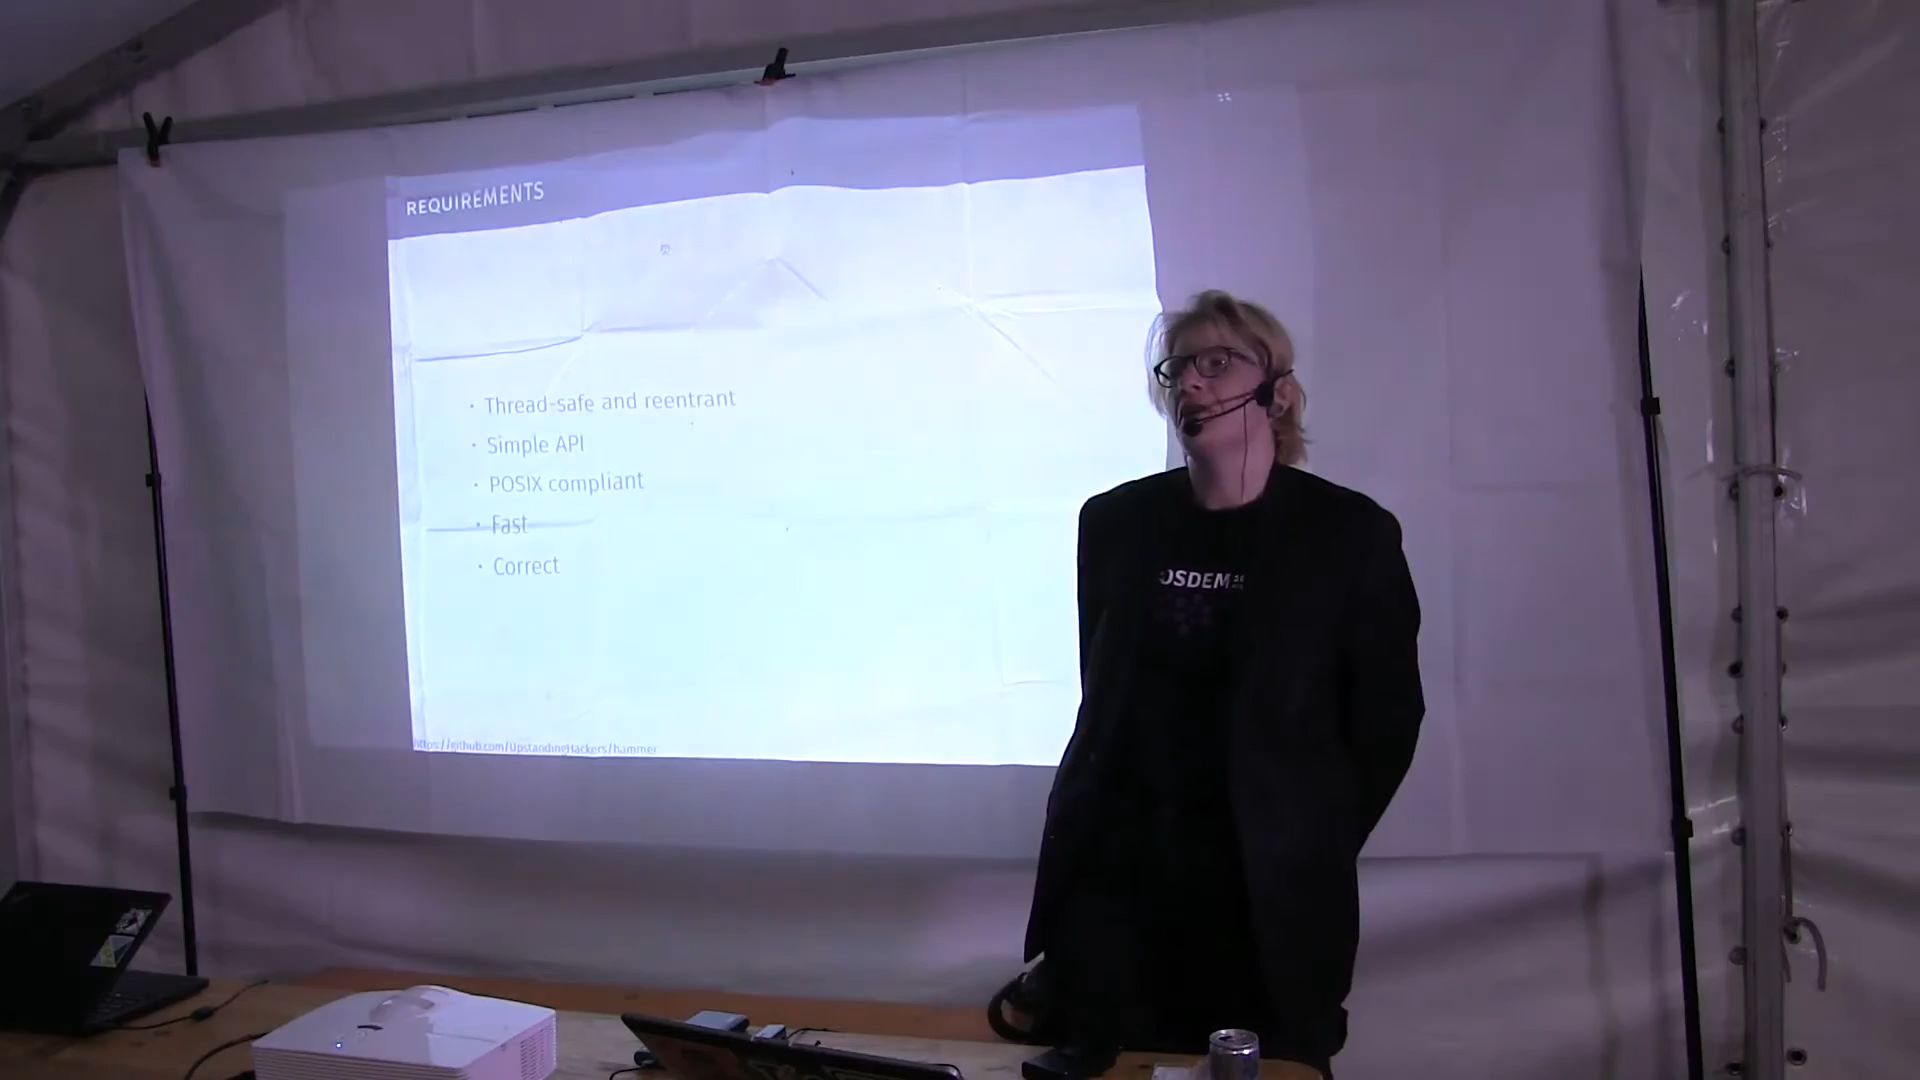 REQUIREMENTS
· Thread-safe and reentrant
· Simple API
· POSIX compliant
· Fast
· Correct
https://github.com/UpstandingHackers/hammer
OSDEM